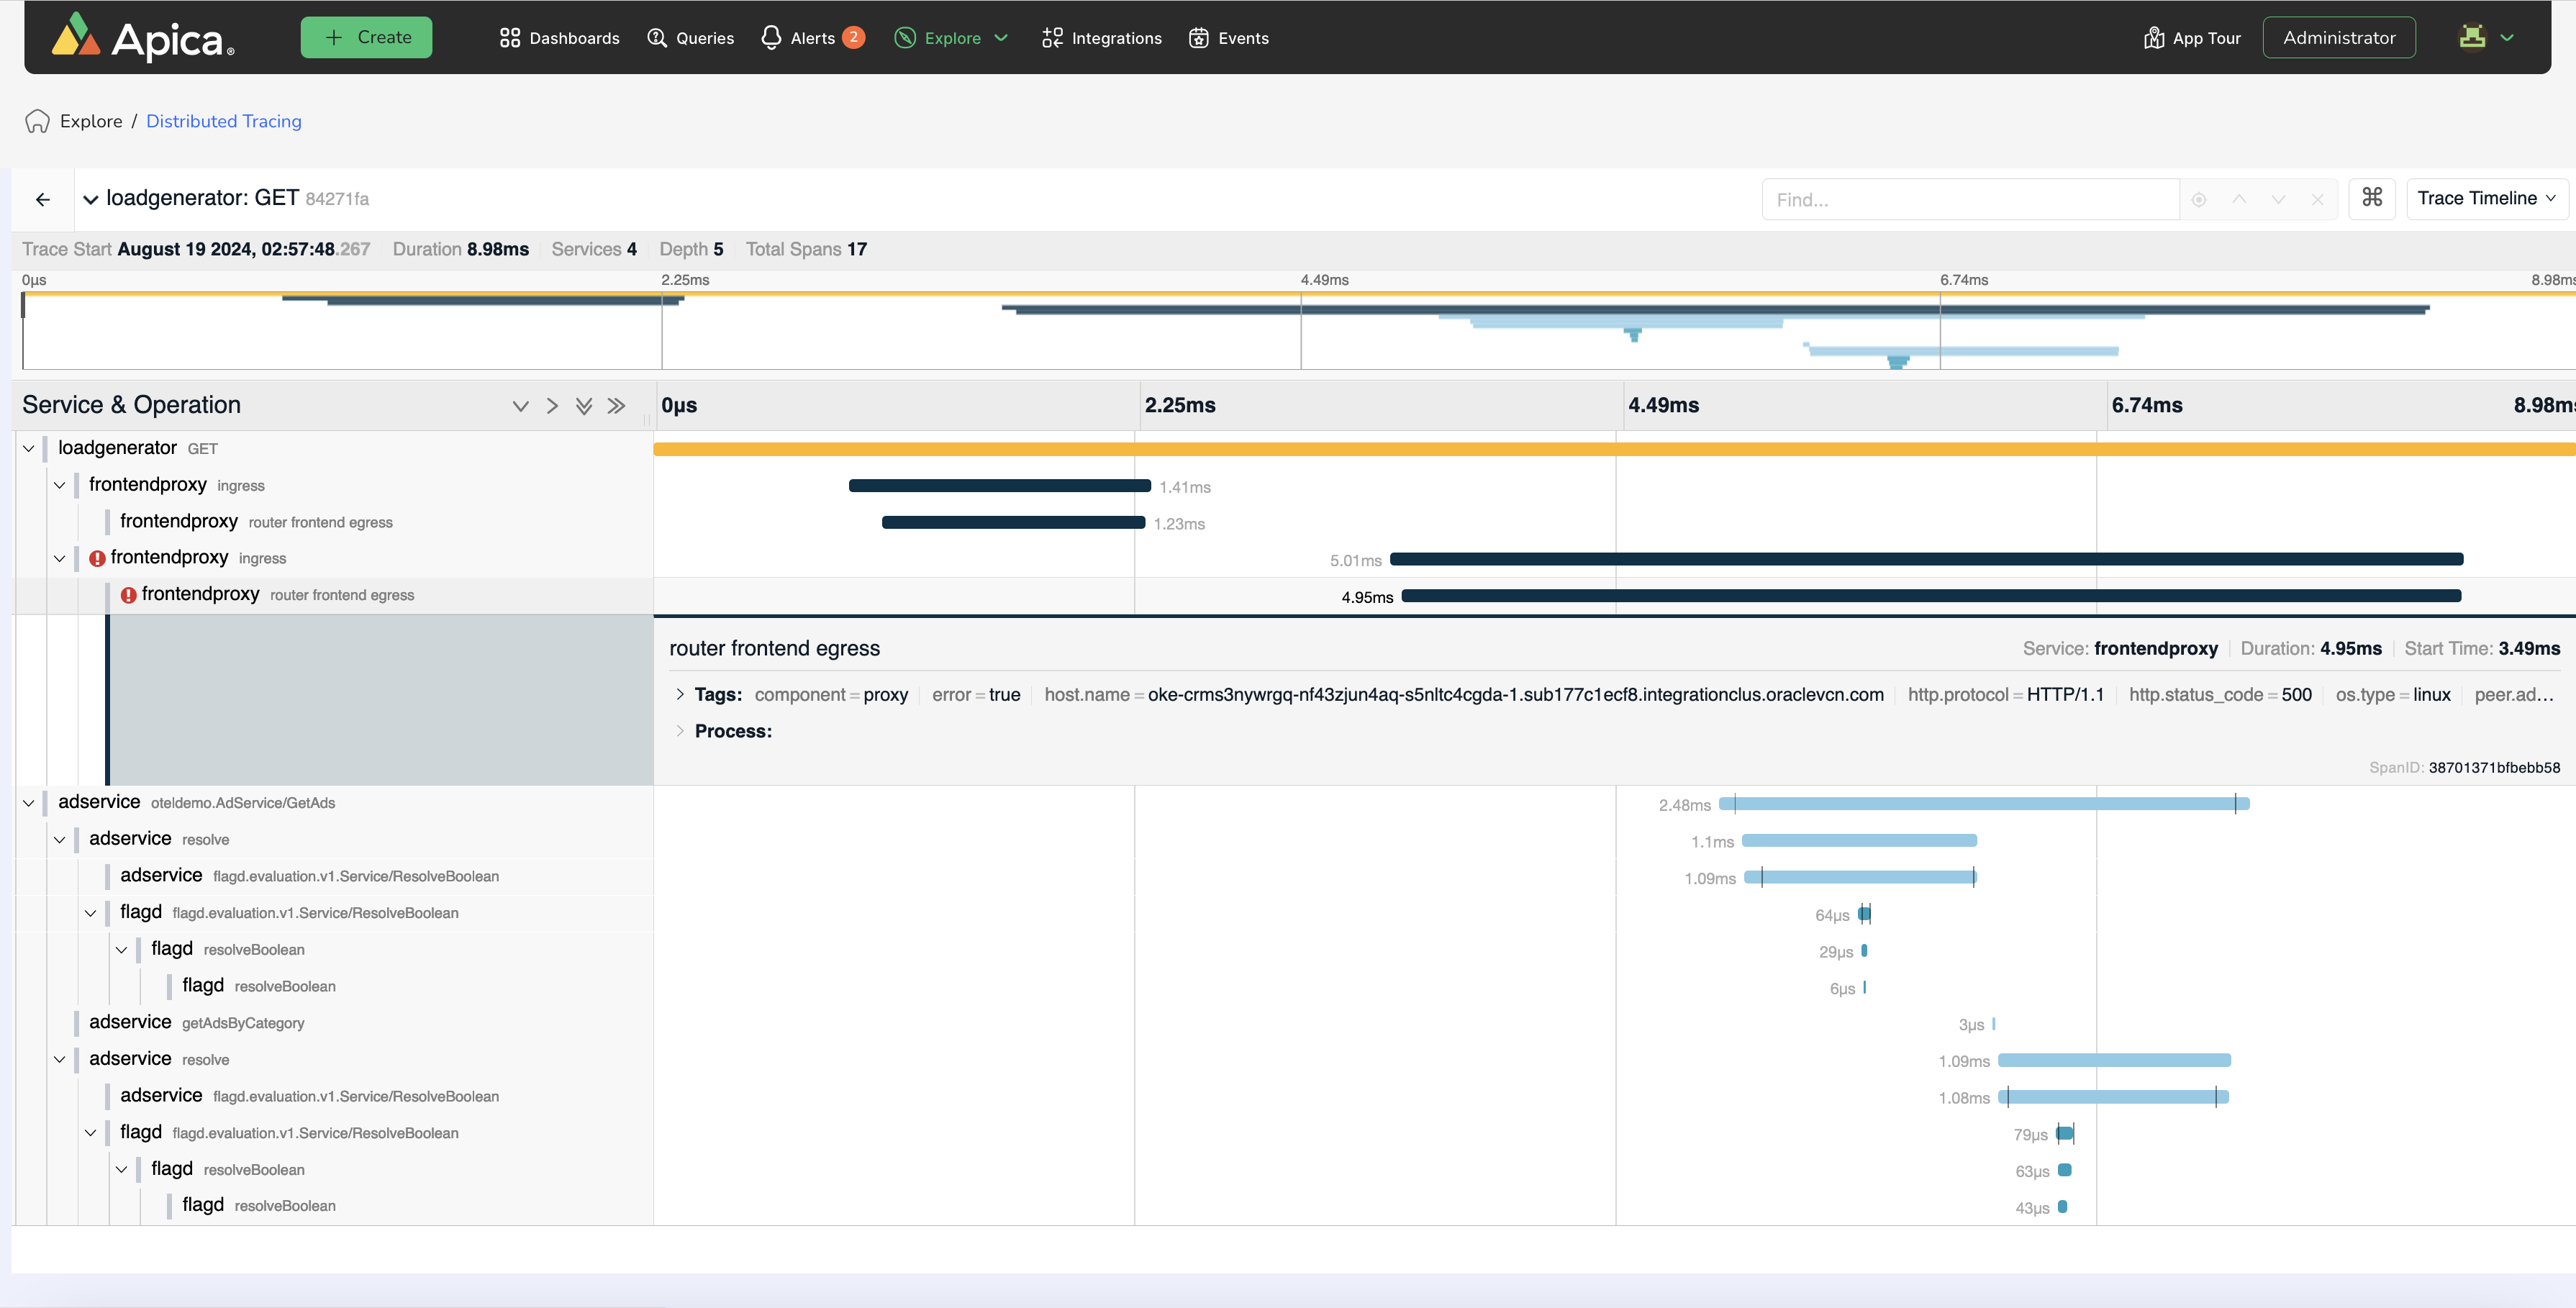 Apica®
+ Create
Dashboards
Queries
Alerts 2
Explore
Integrations
Events
App Tour
Administrator
Explore / Distributed Tracing
loadgenerator: GET 84271fa
Find...
⌘
Trace Timeline
Trace Start August 19 2024, 02:57:48.267 Duration 8.98ms Services 4 Depth 5 Total Spans 17
0μs 2.25ms 4.49ms 6.74ms 8.98ms
Service & Operation 0μs 2.25ms 4.49ms 6.74ms 8.98ms
loadgenerator GET
frontendproxy ingress 1.41ms
frontendproxy router frontend egress 1.23ms
frontendproxy ingress 5.01ms
frontendproxy router frontend egress 4.95ms
router frontend egress Service: frontendproxy Duration: 4.95ms Start Time: 3.49ms
Tags: component = proxy error = true host.name = oke-crms3nywrgq-nf43zjun4aq-s5nltc4cgda-1.sub177c1ecf8.integrationclus.oraclevcn.com http.protocol = HTTP/1.1 http.status_code = 500 os.type = linux peer.ad...
Process:
SpanID: 38701371bfbebb58
adservice oteldemo.AdService/GetAds 2.48ms
adservice resolve 1.1ms
adservice flagd.evaluation.v1.Service/ResolveBoolean 1.09ms
flagd flagd.evaluation.v1.Service/ResolveBoolean 64μs
flagd resolveBoolean 29μs
flagd resolveBoolean 6μs
adservice getAdsByCategory 3μs
adservice resolve 1.09ms
adservice flagd.evaluation.v1.Service/ResolveBoolean 1.08ms
flagd flagd.evaluation.v1.Service/ResolveBoolean 79μs
flagd resolveBoolean 63μs
flagd resolveBoolean 43μs